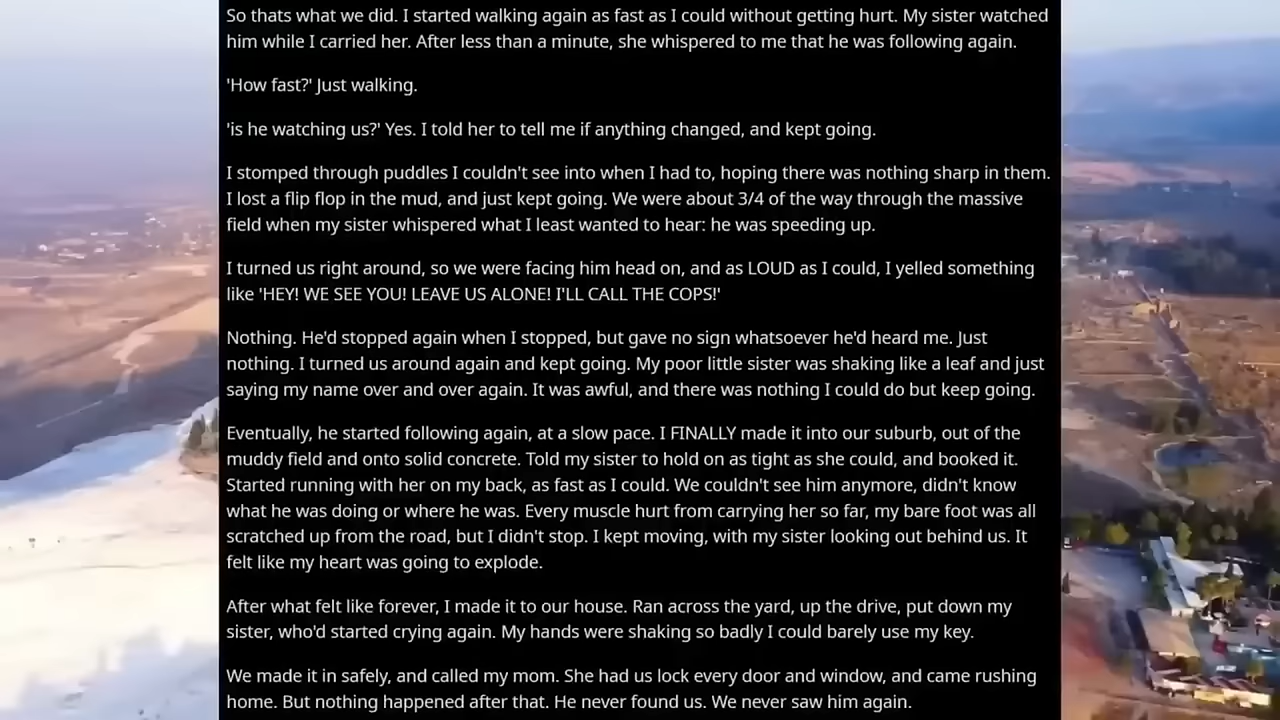 So thats what we did. I started walking again as fast as I could without getting hurt. My sister watched
him while I carried her. After less than a minute, she whispered to me that he was following again.
'How fast?' Just walking.
'is he watching us?' Yes. I told her to tell me if anything changed, and kept going.
I stomped through puddles I couldn't see into when I had to, hoping there was nothing sharp in them.
I lost a flip flop in the mud, and just kept going. We were about 3/4 of the way through the massive
field when my sister whispered what I least wanted to hear: he was speeding up.
I turned us right around, so we were facing him head on, and as LOUD as I could, I yelled something
like 'HEY! WE SEE YOU! LEAVE US ALONE! I'LL CALL THE COPS!'
Nothing. He'd stopped again when I stopped, but gave no sign whatsoever he'd heard me. Just
nothing. I turned us around again and kept going. My poor little sister was shaking like a leaf and just
saying my name over and over again. It was awful, and there was nothing I could do but keep going.
Eventually, he started following again, at a slow pace. I FINALLY made it into our suburb, out of the
muddy field and onto solid concrete. Told my sister to hold on as tight as she could, and booked it.
Started running with her on my back, as fast as I could. We couldn't see him anymore, didn't know
what he was doing or where he was. Every muscle hurt from carrying her so far, my bare foot was all
scratched up from the road, but I didn't stop. I kept moving, with my sister looking out behind us. It
felt like my heart was going to explode.
After what felt like forever, I made it to our house. Ran across the yard, up the drive, put down my
sister, who'd started crying again. My hands were shaking so badly I could barely use my key.
We made it in safely, and called my mom. She had us lock every door and window, and came rushing
home. But nothing happened after that. He never found us. We never saw him again.